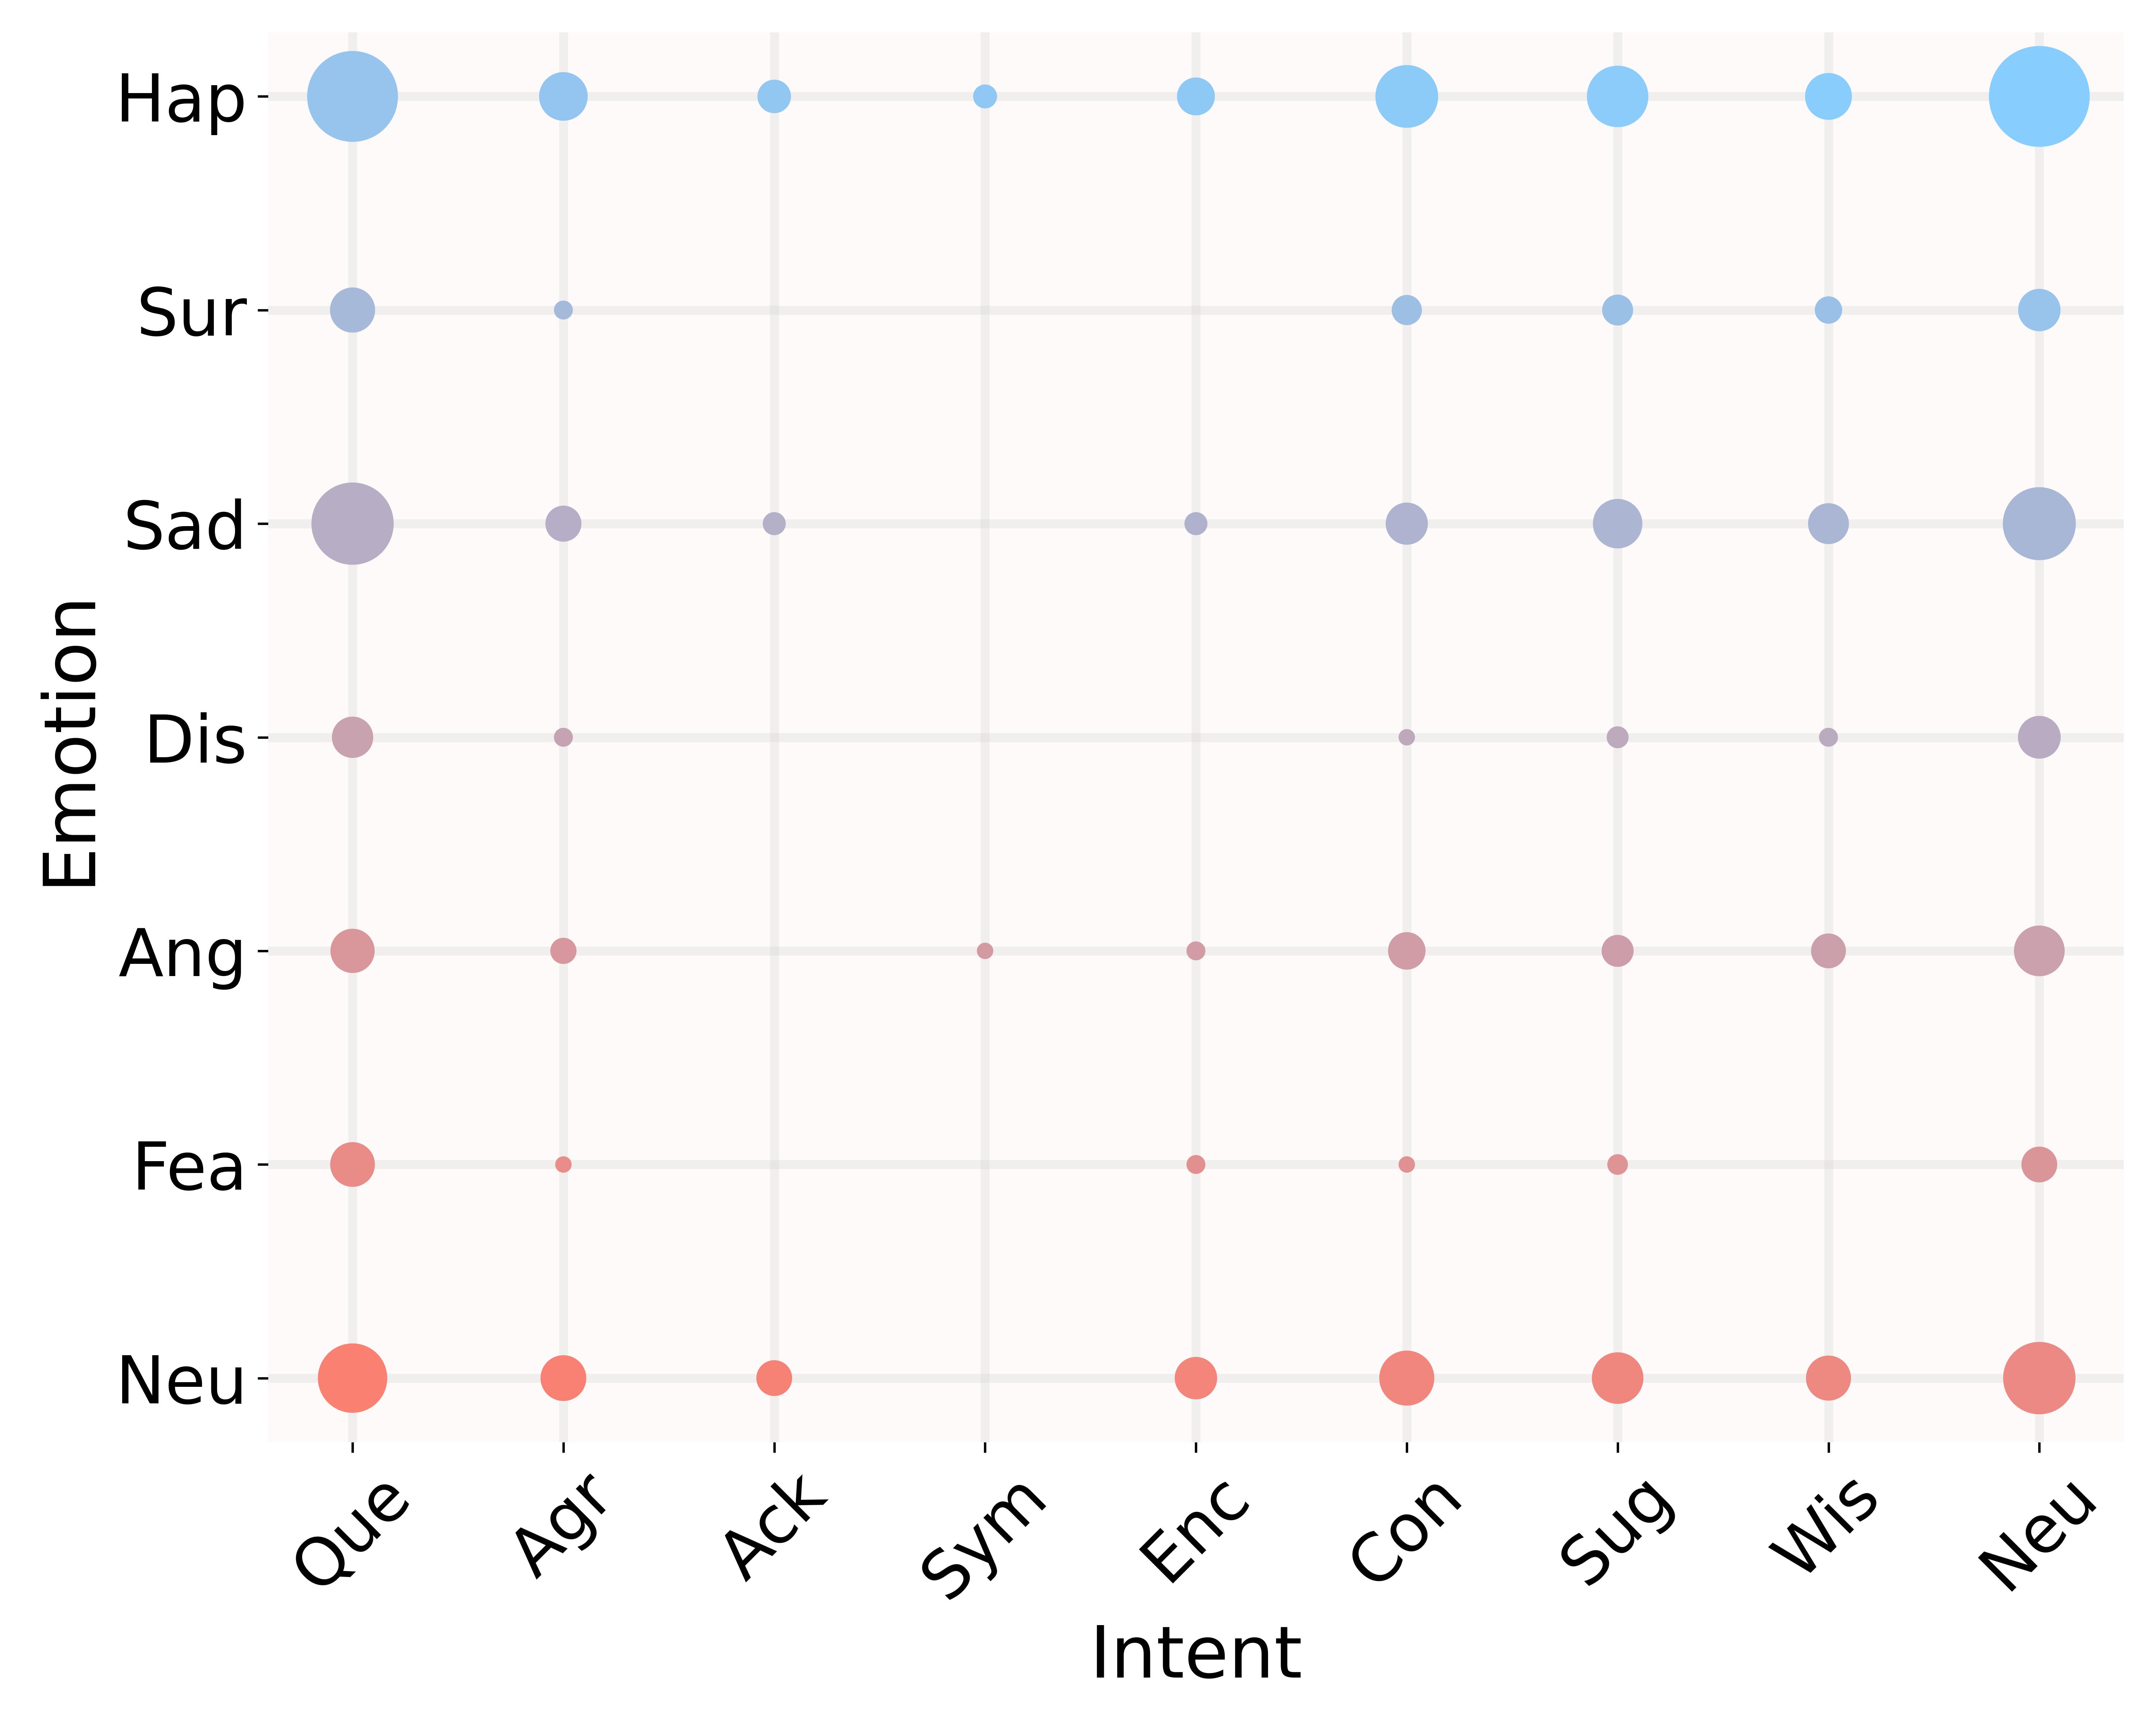 Hap
Sur
Sad
Dis
Ang
Fea
Neu
Emotion
Que Agr Ack Sym Enc Con Sug Wis Neu
Intent